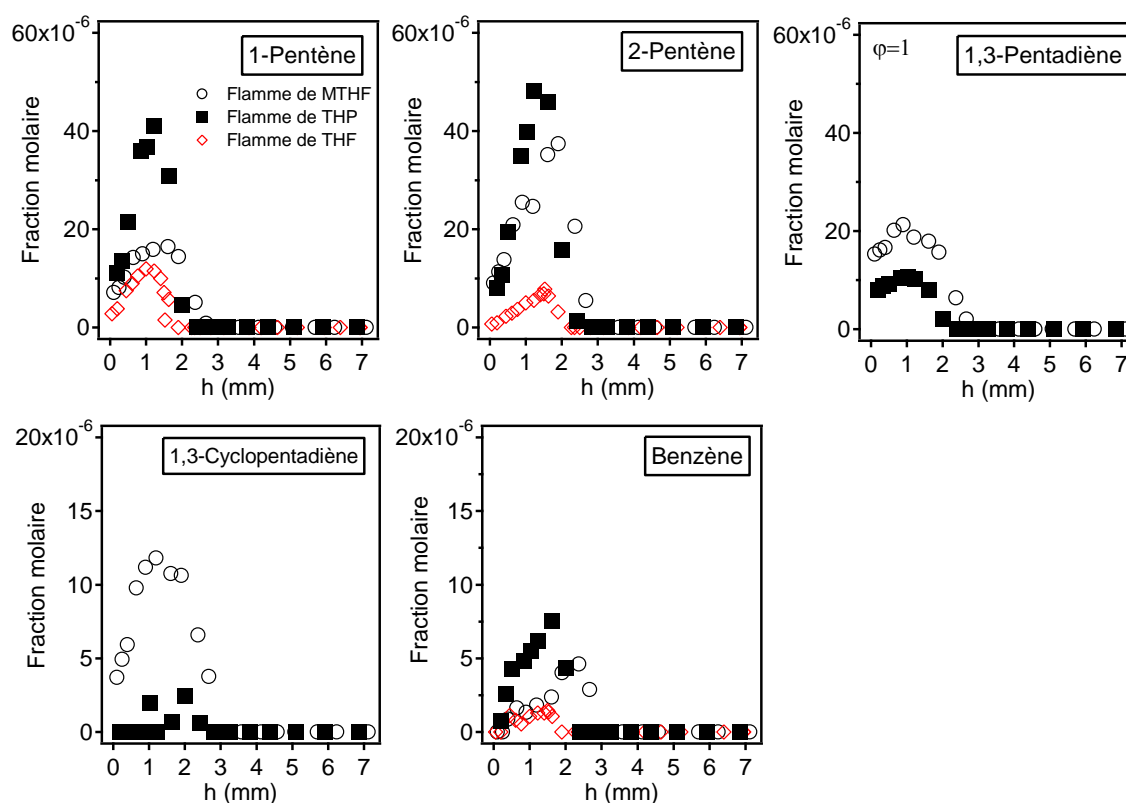 60x10-6
40
20
0
Fraction molaire
1-Pentène
Flamme de MTHF
Flamme de THP
Flamme de THF
0 1 2 3 4 5 6 7
h (mm)
60x10-6
40
20
0
Fraction molaire
2-Pentène
0 1 2 3 4 5 6 7
h (mm)
60x10-6
40
20
0
Fraction molaire
φ=1
1,3-Pentadiène
0 1 2 3 4 5 6 7
h (mm)
20x10-6
15
10
5
0
Fraction molaire
1,3-Cyclopentadiène
0 1 2 3 4 5 6 7
h (mm)
20x10-6
15
10
5
0
Fraction molaire
Benzène
0 1 2 3 4 5 6 7
h (mm)